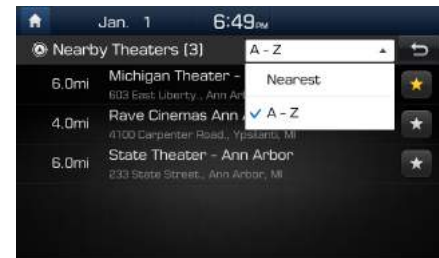 Jan. 1 6:49PM
Nearby Theaters (3) A - Z
Nearest
A - Z
6.0mi Michigan Theater -
603 East Liberty., Ann
4.0mi Rave Cinemas Ann
4100 Carpenter Road., Ypsilanti, MI
6.0mi State Theater - Ann Arbor
233 State Street., Ann Arbor, MI